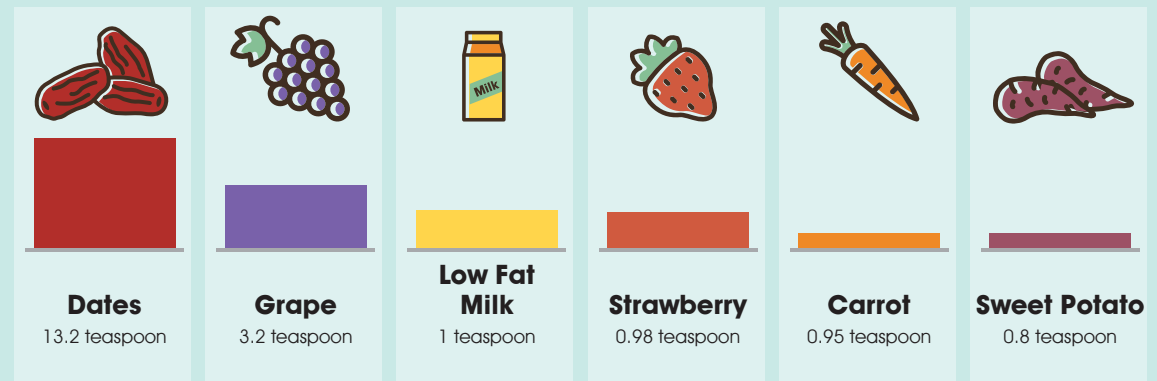 Milk
Dates
13.2 teaspoon
Grape
3.2 teaspoon
Low Fat
Milk
1 teaspoon
Strawberry
0.98 teaspoon
Carrot
0.95 teaspoon
Sweet Potato
0.8 teaspoon